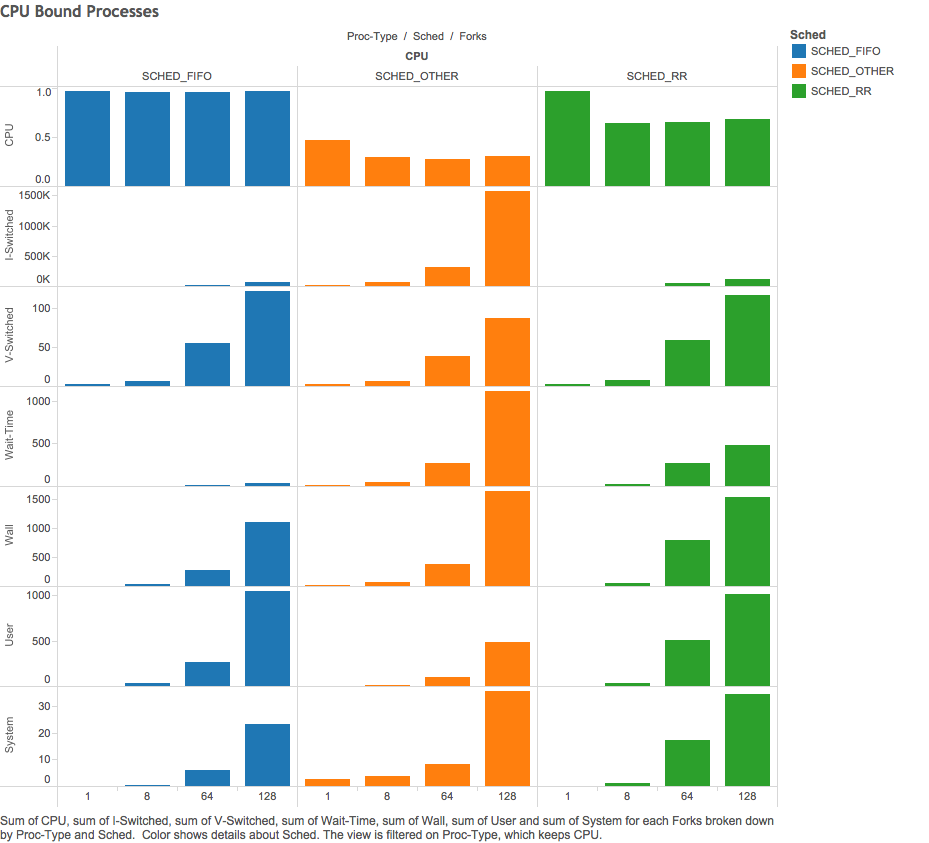 CPU Bound Processes
Proc-Type / Sched / Forks
CPU
SCHED_FIFO SCHED_OTHER SCHED_RR
Sched
SCHED_FIFO
SCHED_OTHER
SCHED_RR
CPU
1.0
0.5
0.0
I-Switched
1500K
1000K
500K
0K
V-Switched
100
50
0
Wait-Time
1000
500
0
Wall
1500
1000
500
0
User
1000
500
0
System
30
20
10
0
1 8 64 128 1 8 64 128 1 8 64 128
Sum of CPU, sum of I-Switched, sum of V-Switched, sum of Wait-Time, sum of Wall, sum of User and sum of System for each Forks broken down
by Proc-Type and Sched. Color shows details about Sched. The view is filtered on Proc-Type, which keeps CPU.